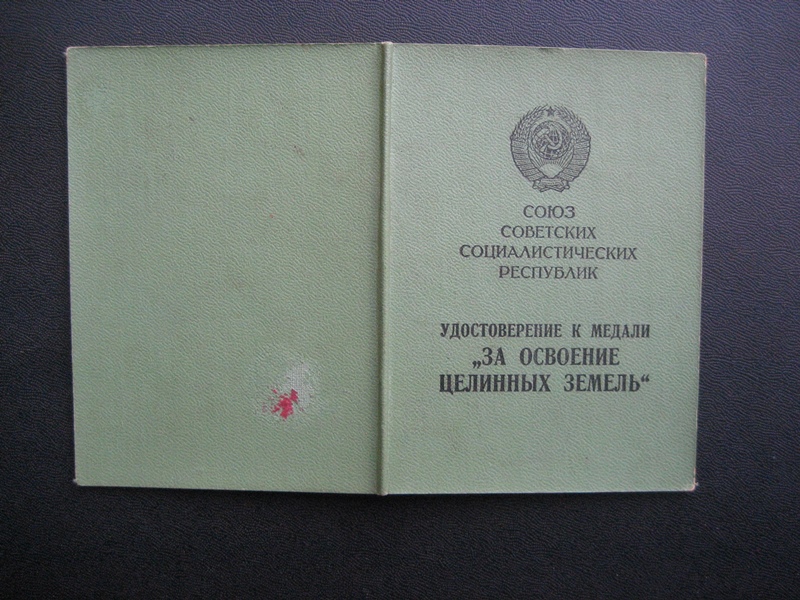 СОЮЗ
СОВЕТСКИХ
СОЦИАЛИСТИЧЕСКИХ
РЕСПУБЛИК
УДОСТОВЕРЕНИЕ К МЕДАЛИ
„ЗА ОСВОЕНИЕ
ЦЕЛИННЫХ ЗЕМЕЛЬ“